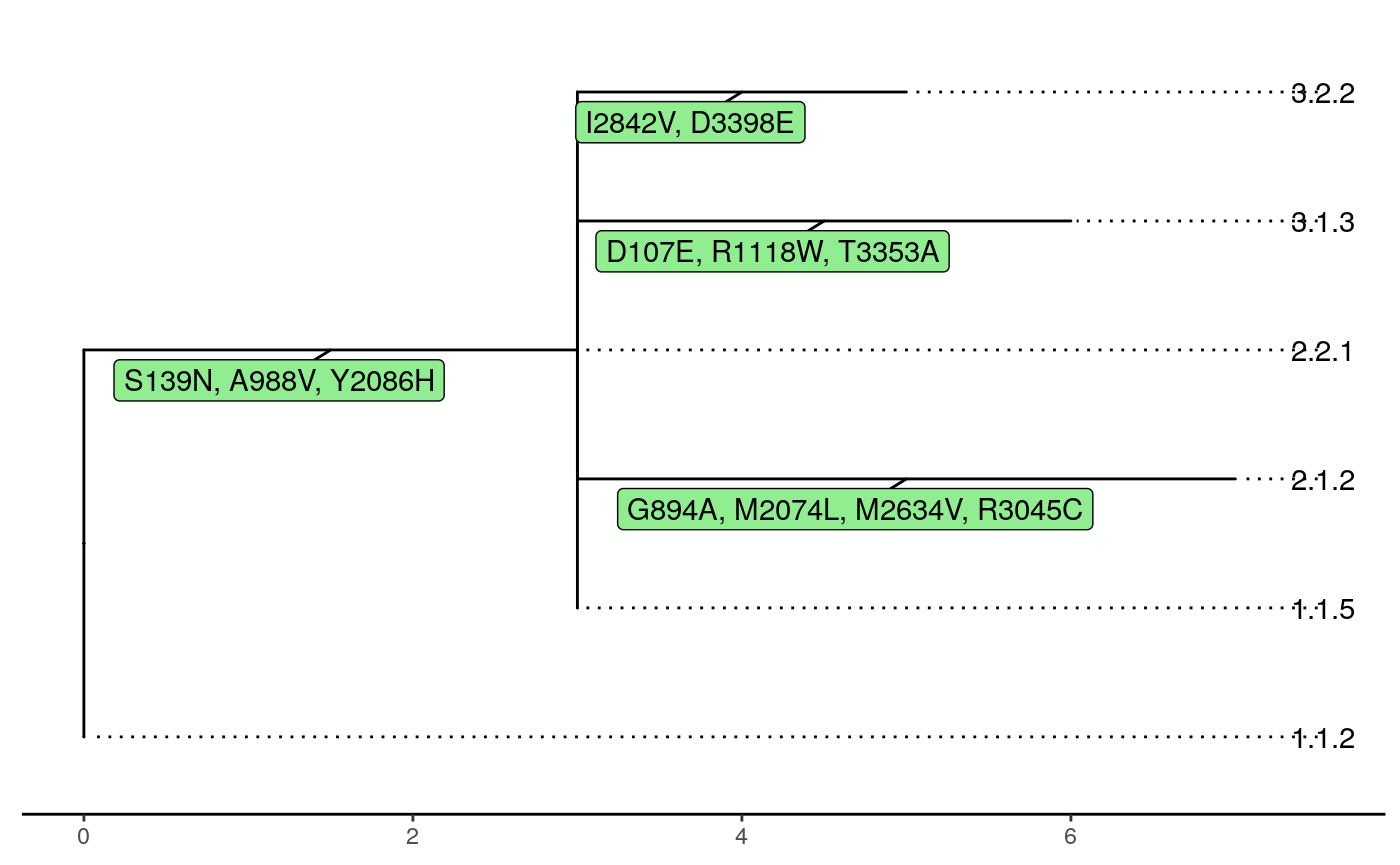 3.2.2
I2842V, D3398E
3.1.3
D107E, R1118W, T3353A
2.2.1
S139N, A988V, Y2086H
2.1.2
G894A, M2074L, M2634V, R3045C
1.1.5
1.1.2
0 2 4 6